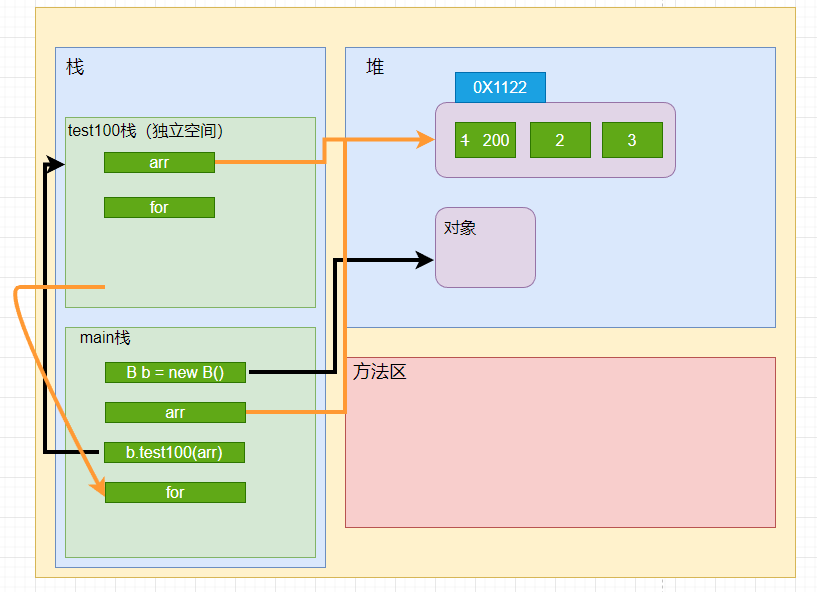 栈
test100栈（独立空间）
arr
for
main栈
B b = new B()
arr
b.test100(arr)
for
堆
0X1122
1 200
2
3
对象
方法区